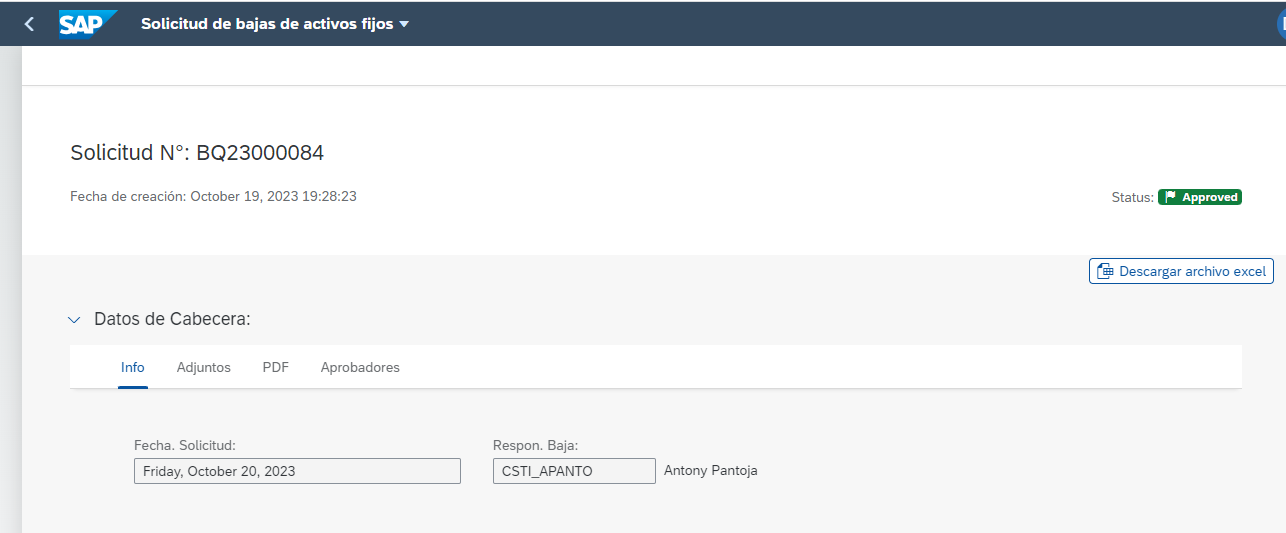 SAP Solicitud de bajas de activos fijos
Solicitud N°: BQ23000084
Fecha de creación: October 19, 2023 19:28:23
Status: Approved
Descargar archivo excel
Datos de Cabecera:
Info Adjuntos PDF Aprobadores
Fecha. Solicitud: Respon. Baja:
Friday, October 20, 2023 CSTI_APANTO Antony Pantoja